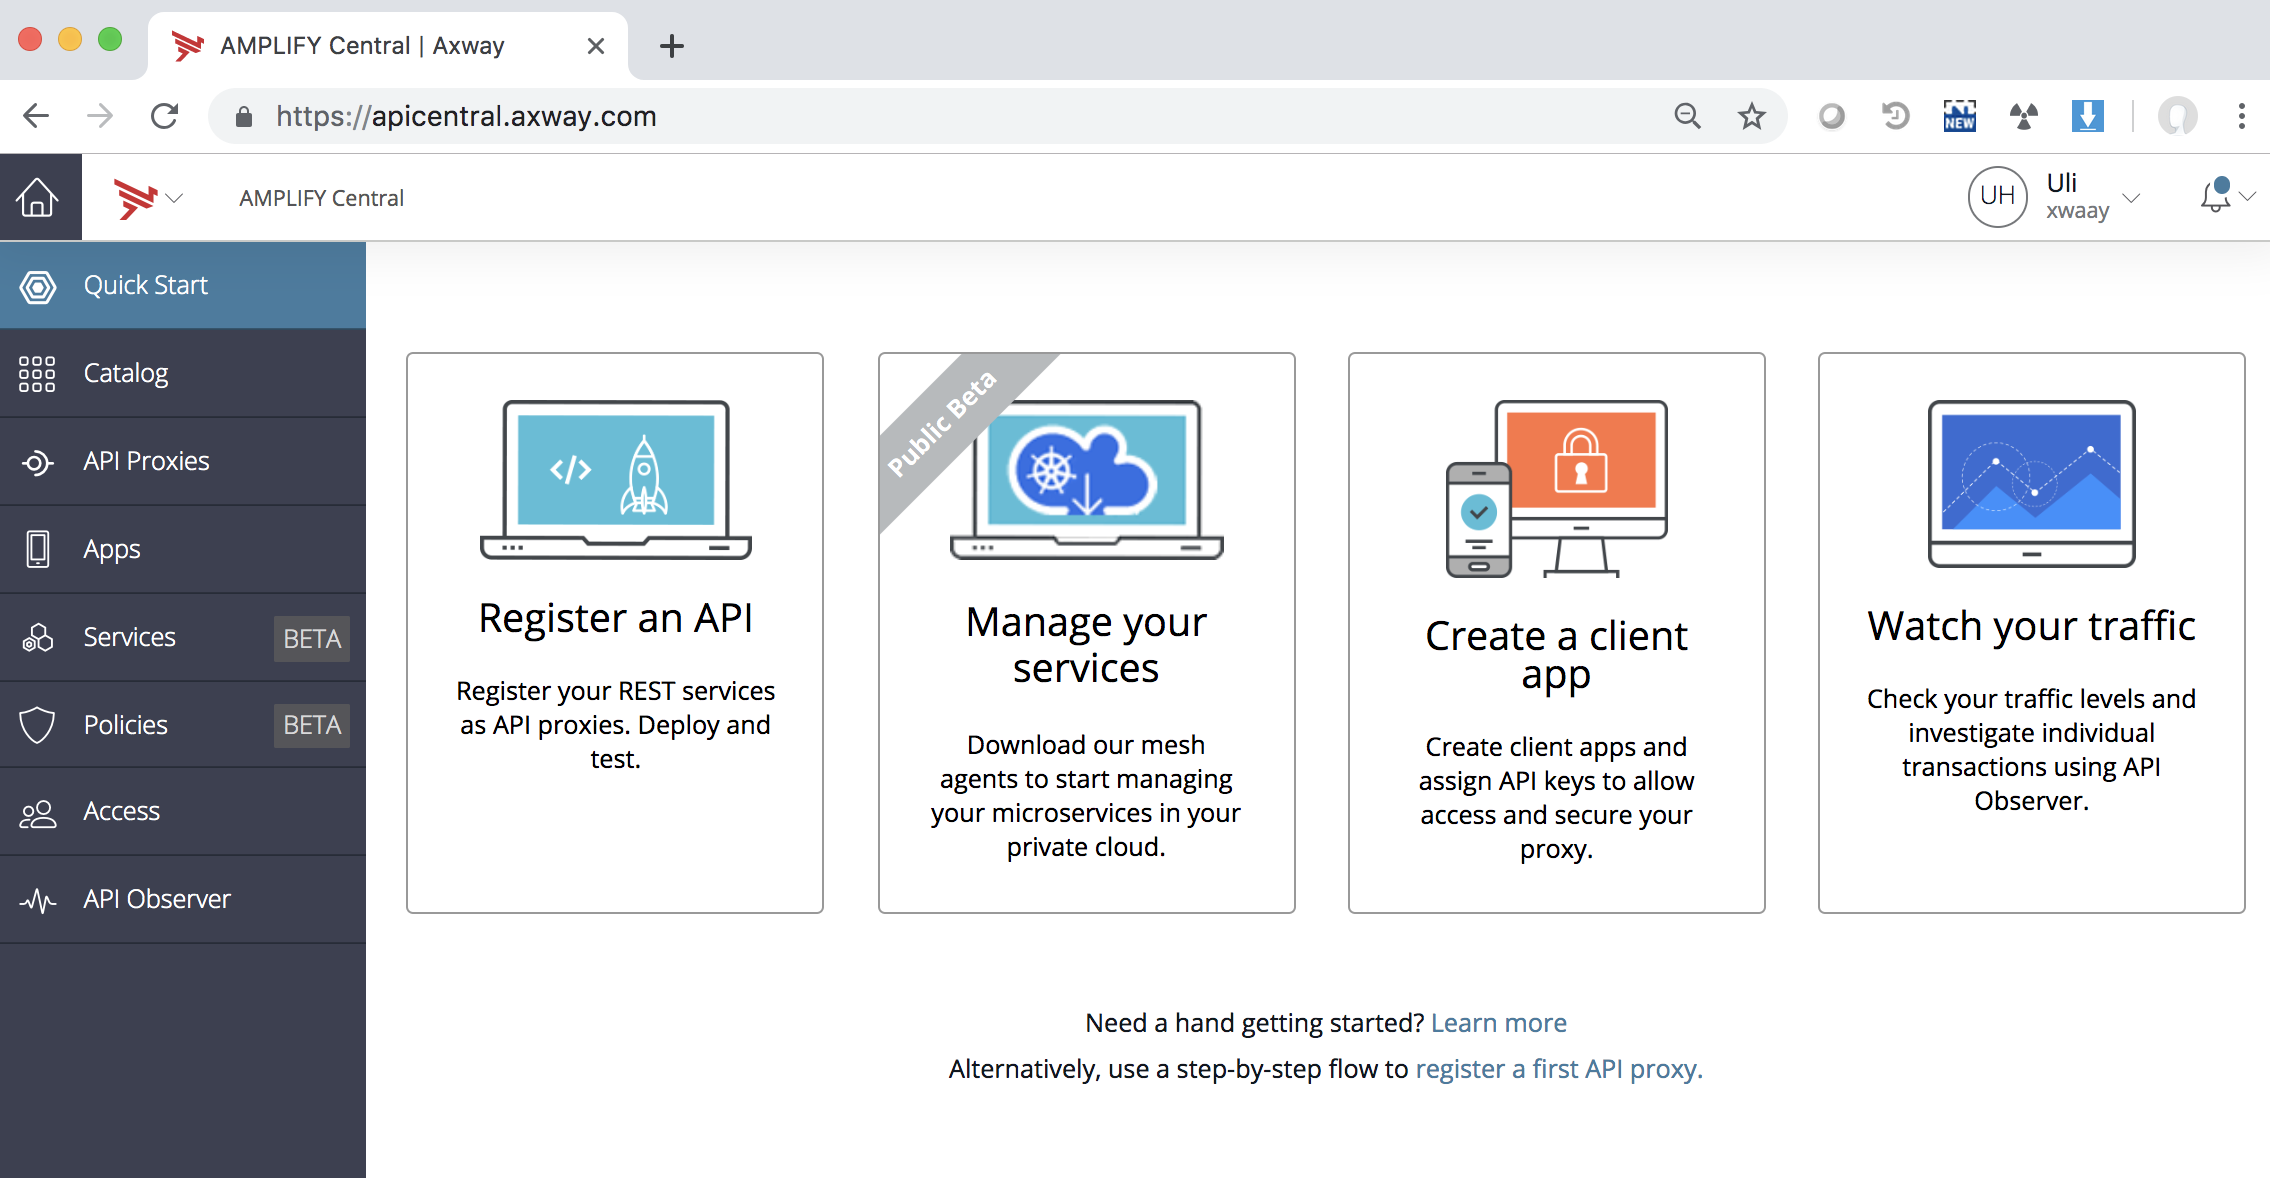 AMPLIFY Central | Axway
https://apicentral.axway.com
NEW
AMPLIFY Central
UH
Uli
xwaay
Quick Start
Catalog
API Proxies
Apps
Services BETA
Policies BETA
Access
API Observer
</>
Register an API
Register your REST services
as API proxies. Deploy and
test.
Public Beta
Manage your
services
Download our mesh
agents to start managing
your microservices in your
private cloud.
Create a client
app
Create client apps and
assign API keys to allow
access and secure your
proxy.
Watch your traffic
Check your traffic levels and
investigate individual
transactions using API
Observer.
Need a hand getting started? Learn more
Alternatively, use a step-by-step flow to register a first API proxy.